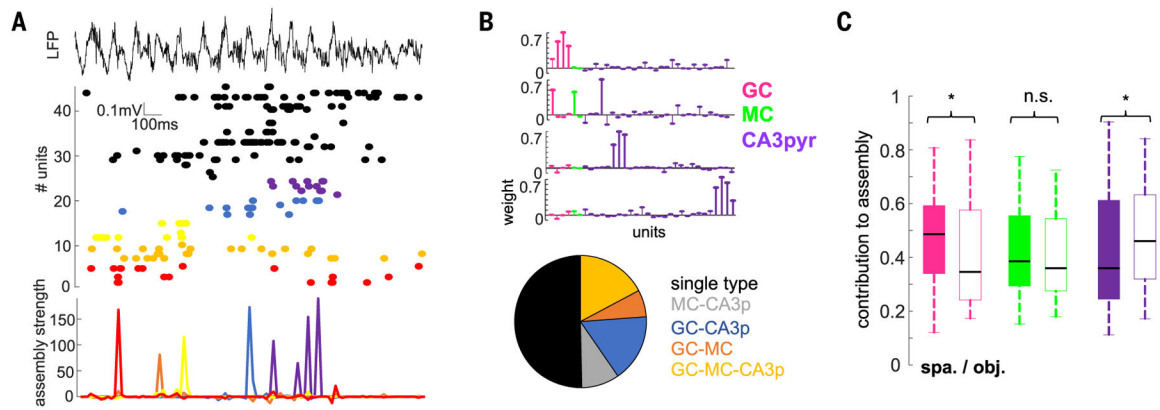 A
LFP
0.1mV
100ms
# units
40
30
20
10
0
assembly strength
150
100
50
0
B
0.7
0
0.7
0
0.7
0
0.7
0
weight
units
GC
MC
CA3pyr
single type
MC-CA3p
GC-CA3p
GC-MC
GC-MC-CA3p
C
contribution to assembly
1
0.8
0.6
0.4
0.2
0
*
n.s.
*
spa. / obj.